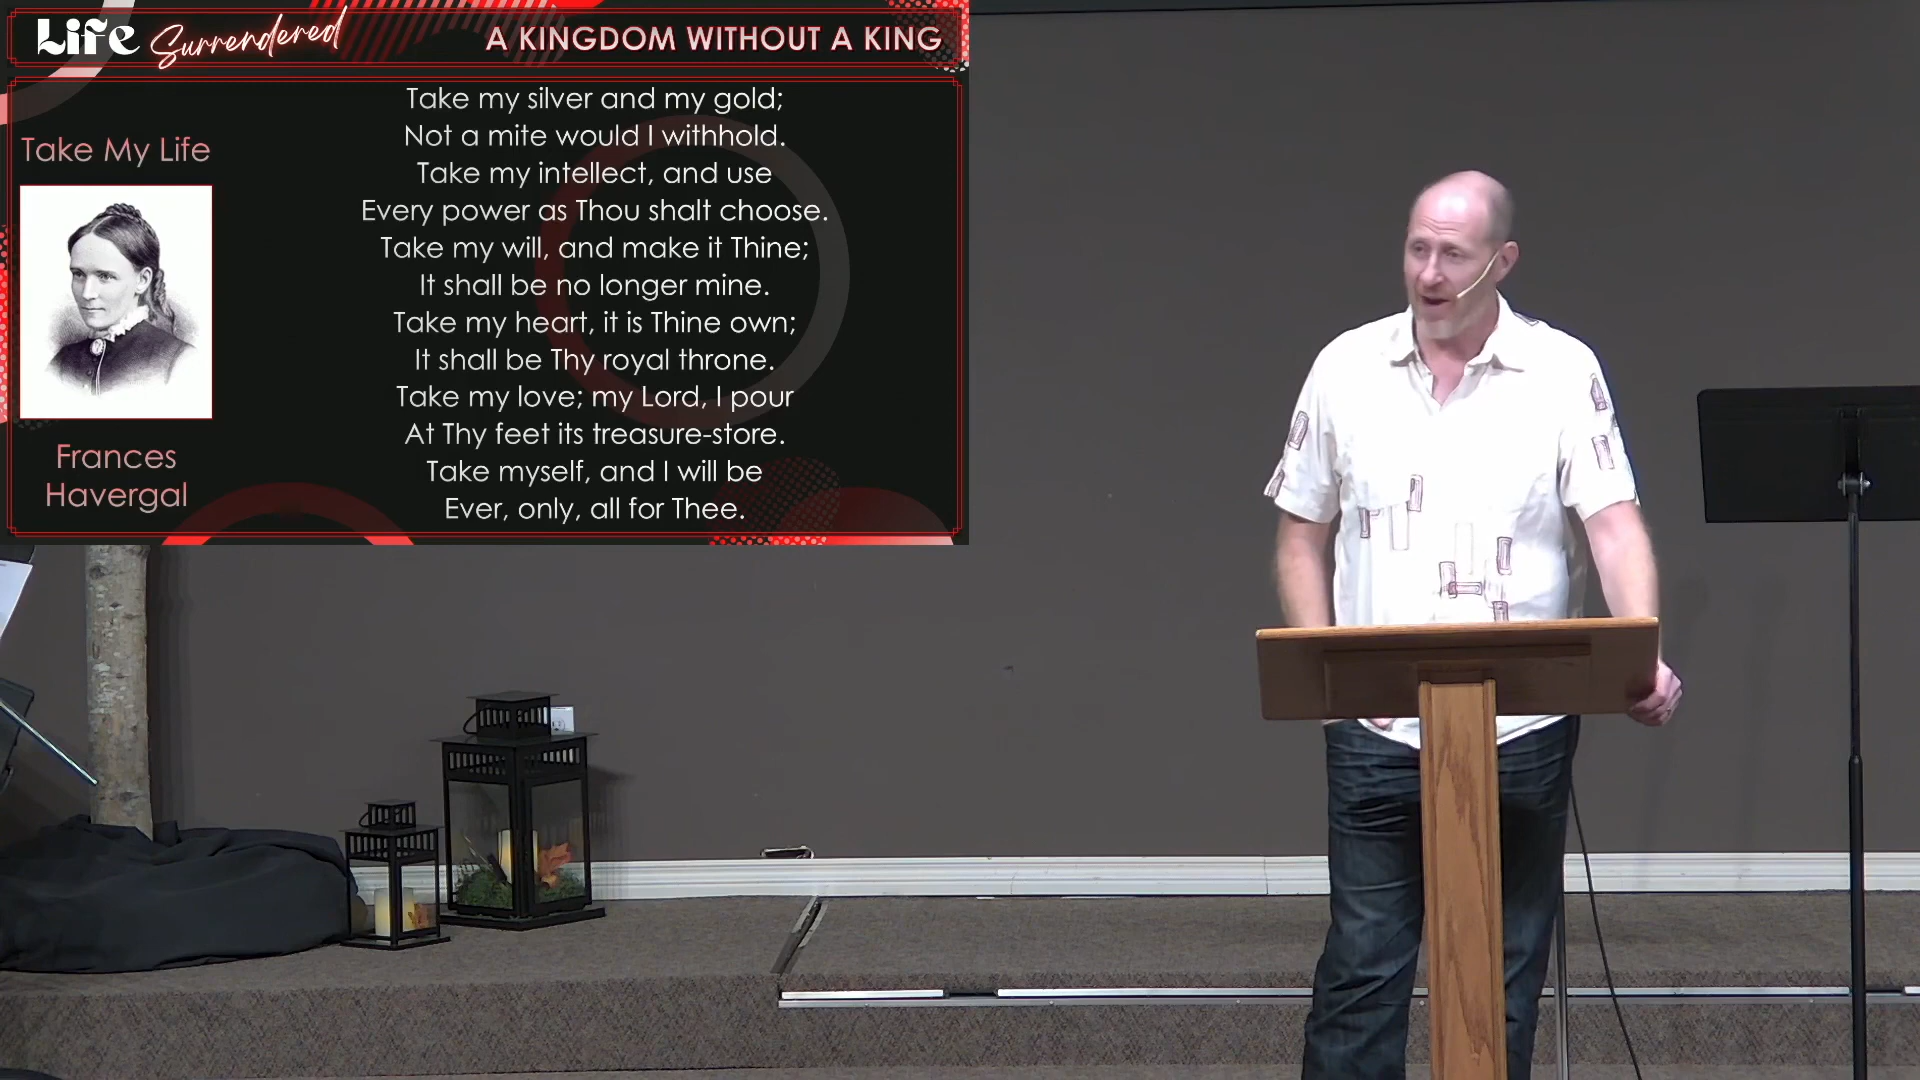 Life Surrendered
A KINGDOM WITHOUT A KING
Take My Life
Frances
Havergal
Take my silver and my gold;
Not a mite would I withhold.
Take my intellect, and use
Every power as Thou shalt choose.
Take my will, and make it Thine;
It shall be no longer mine.
Take my heart, it is Thine own;
It shall be Thy royal throne.
Take my love; my Lord, I pour
At Thy feet its treasure-store.
Take myself, and I will be
Ever, only, all for Thee.